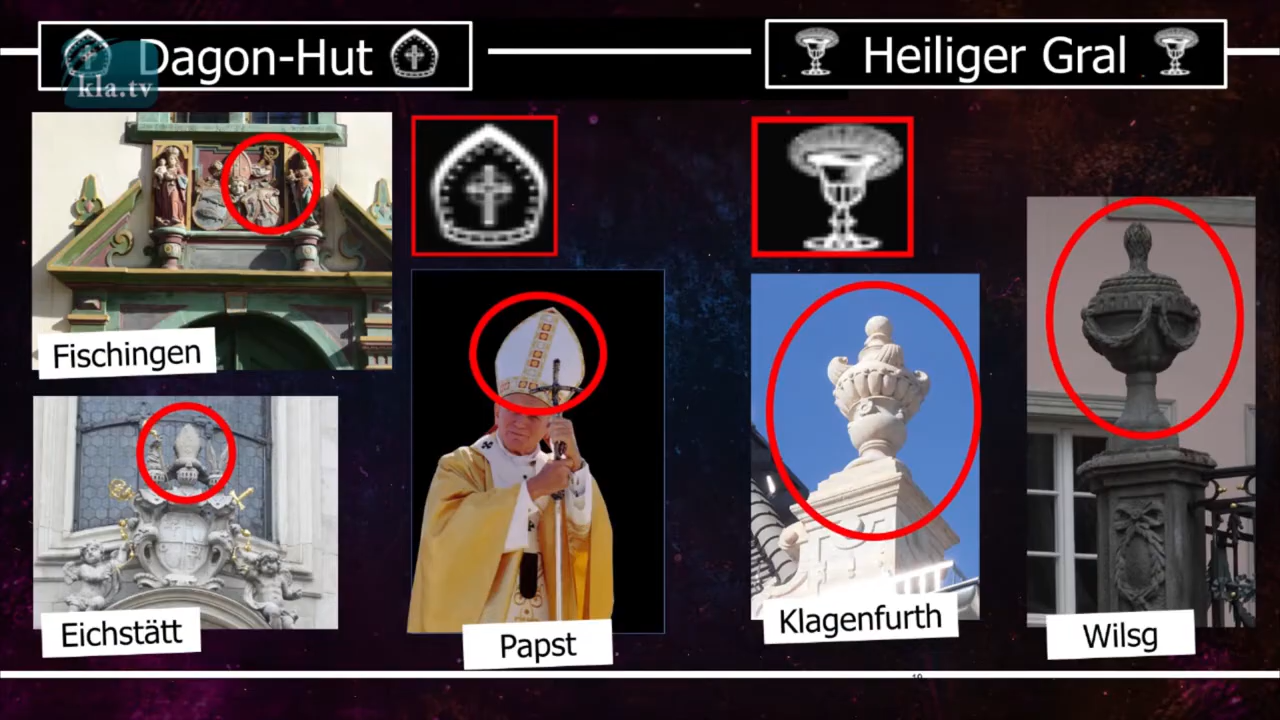 Dagon-Hut
Heiliger Gral
kla.tv
Fischingen
Eichstätt
Papst
Klagenfurth
Wilsg